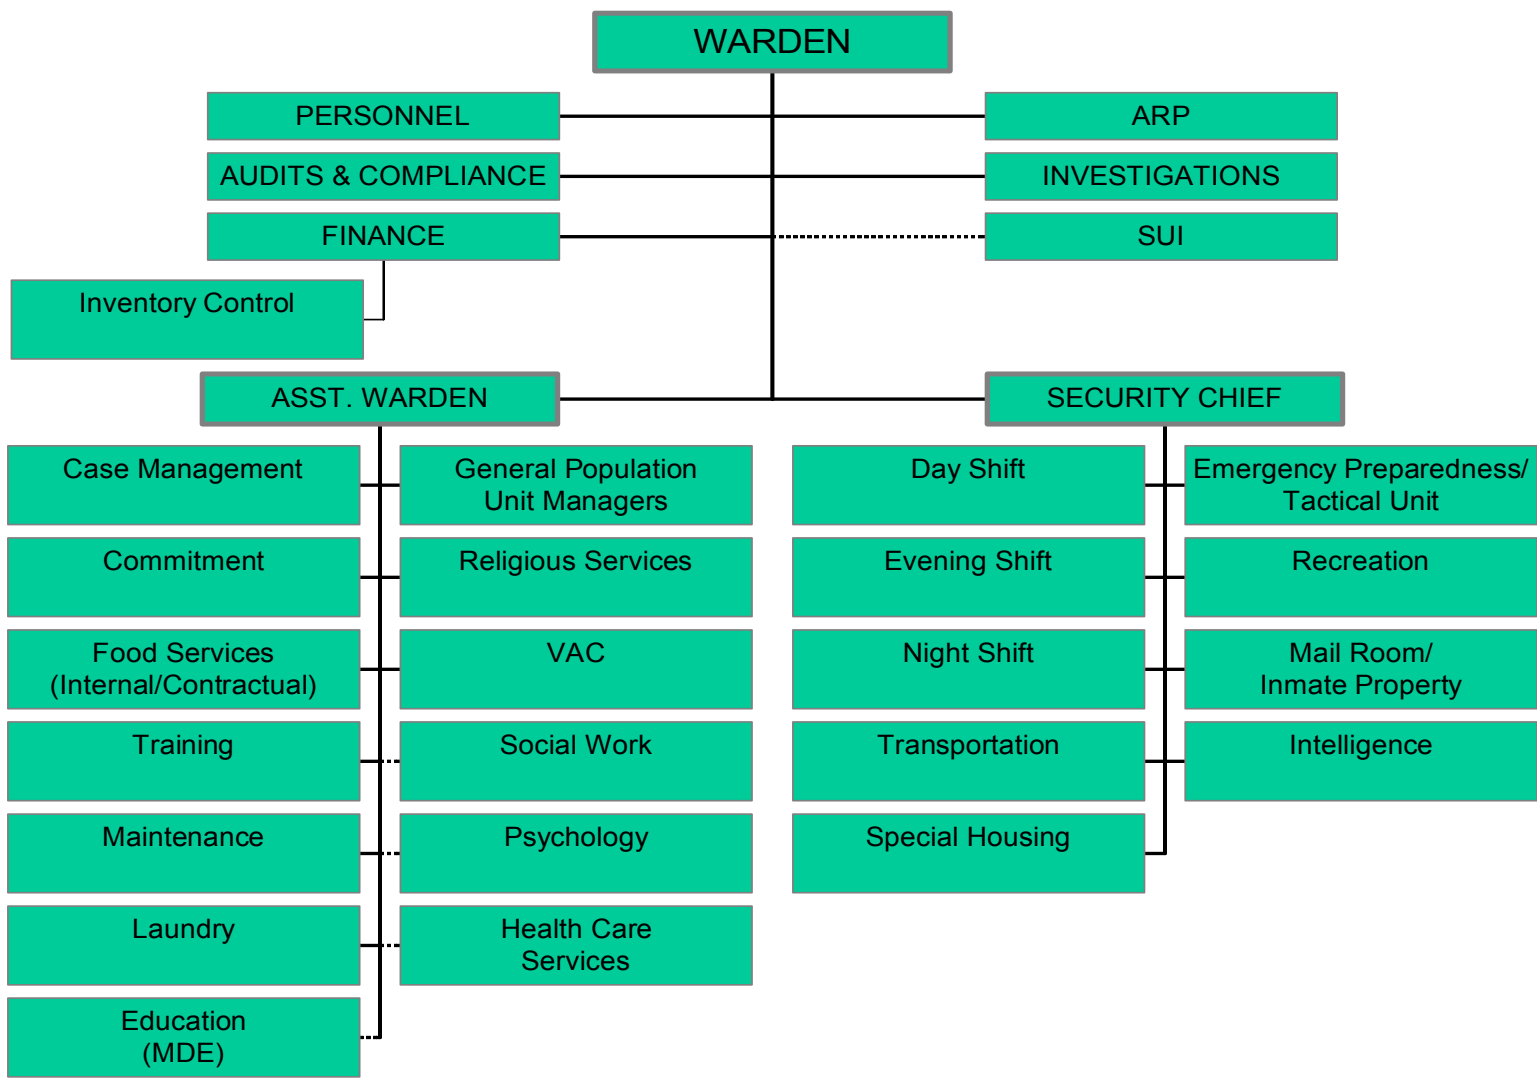 WARDEN
PERSONNEL
ARP
AUDITS & COMPLIANCE
INVESTIGATIONS
FINANCE
SUI
Inventory Control
ASST. WARDEN
SECURITY CHIEF
Case Management
General Population
Unit Managers
Day Shift
Emergency Preparedness/
Tactical Unit
Commitment
Religious Services
Evening Shift
Recreation
Food Services
(Internal/Contractual)
VAC
Night Shift
Mail Room/
Inmate Property
Training
Social Work
Transportation
Intelligence
Maintenance
Psychology
Special Housing
Laundry
Health Care
Services
Education
(MDE)